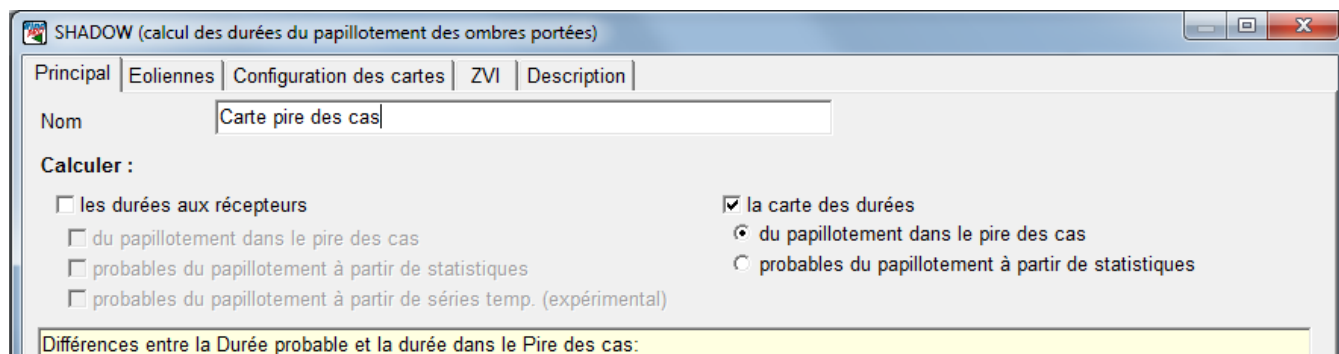 SHADOW (calcul des durées du papillotement des ombres portées)
Principal Eoliennes Configuration des cartes ZVI Description
Nom Carte pire des cas
Calculer :
les durées aux récepteurs la carte des durées
du papillotement dans le pire des cas du papillotement dans le pire des cas
probables du papillotement à partir de statistiques probables du papillotement à partir de statistiques
probables du papillotement à partir de séries temp. (expérimental)
Différences entre la Durée probable et la durée dans le Pire des cas: